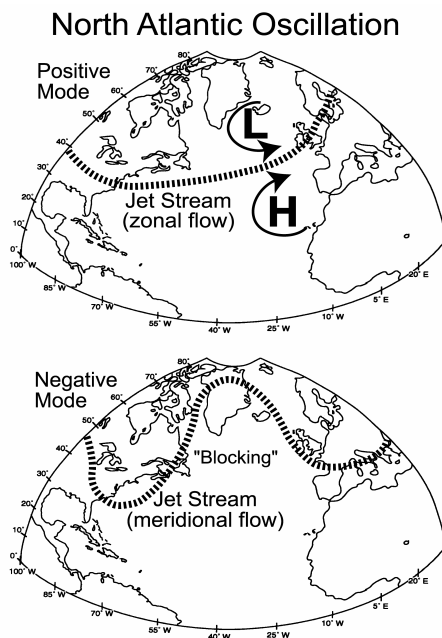 North Atlantic Oscillation
Positive
Mode
80°
70°
60°
50°
40°
30°
20°
10°
0°
100° W
85° W
55° W
40° W
25° W
10° W
5° E
20° E
L
H
Jet Stream
(zonal flow)
Negative
Mode
80°
70°
60°
50°
40°
30°
20°
10°
0°
100° W
85° W
55° W
40° W
25° W
10° W
5° E
20° E
"Blocking"
Jet Stream
(meridional flow)